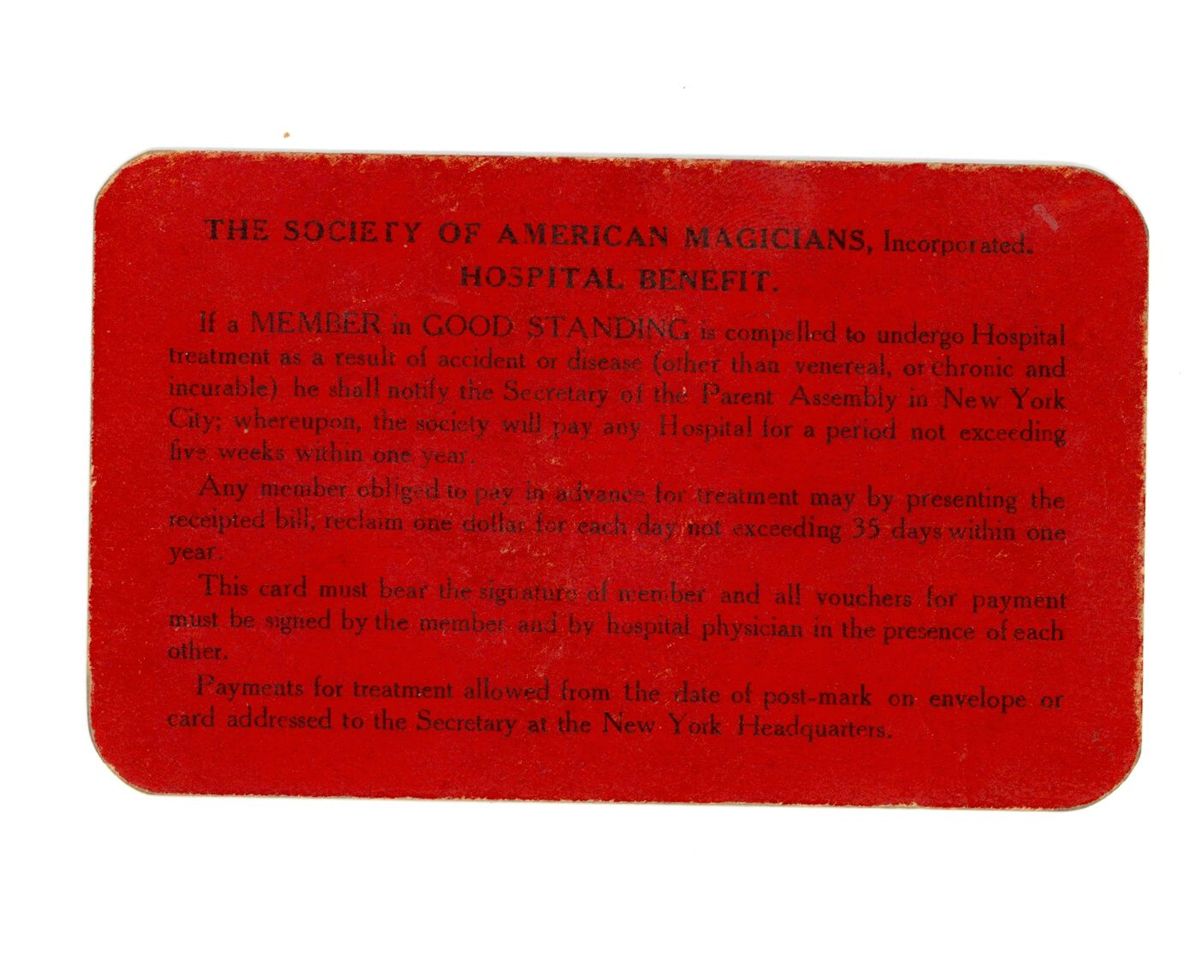 THE SOCIETY OF AMERICAN MAGICIANS, Incorporated.
HOSPITAL BENEFIT.
If a MEMBER in GOOD STANDING is compelled to undergo Hospital
treatment as a result of accident or disease (other than venereal, or chronic and
incurable) he shall notify the Secretary of the Parent Assembly in New York
City; whereupon, the society will pay any Hospital for a period not exceeding
five weeks within one year.
Any member obliged to pay in advance for treatment may by presenting the
receipted bill, reclaim one dollar for each day not exceeding 35 days within one
year.
This card must bear the signature of member and all vouchers for payment
must be signed by the member and by hospital physician in the presence of each
other.
Payments for treatment allowed from the date of post-mark on envelope or
card addressed to the Secretary at the New York Headquarters.